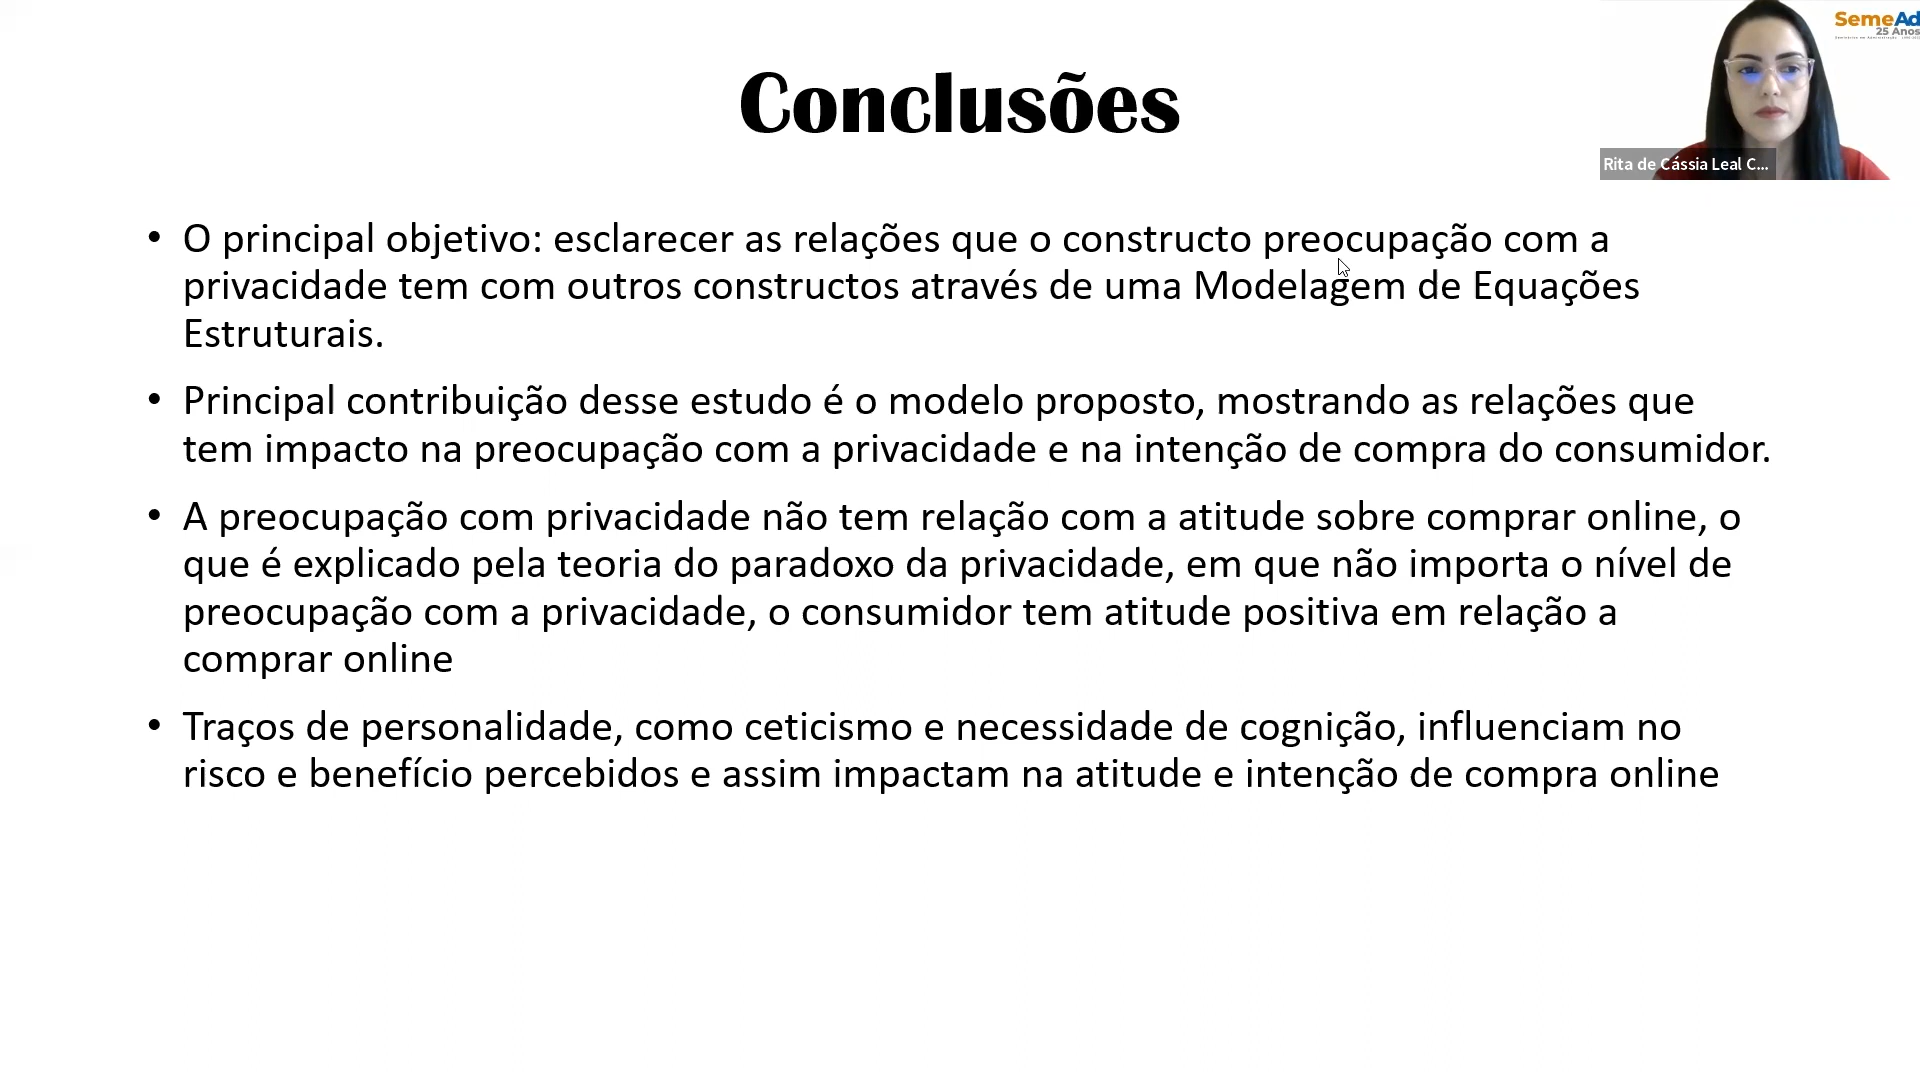 SemeAd
25 Anos
Conclusões
Rita de Cássia Leal C...
• O principal objetivo: esclarecer as relações que o constructo preocupação com a
privacidade tem com outros constructos através de uma Modelagem de Equações
Estruturais.
• Principal contribuição desse estudo é o modelo proposto, mostrando as relações que
tem impacto na preocupação com a privacidade e na intenção de compra do consumidor.
• A preocupação com privacidade não tem relação com a atitude sobre comprar online, o
que é explicado pela teoria do paradoxo da privacidade, em que não importa o nível de
preocupação com a privacidade, o consumidor tem atitude positiva em relação a
comprar online
• Traços de personalidade, como ceticismo e necessidade de cognição, influenciam no
risco e benefício percebidos e assim impactam na atitude e intenção de compra online